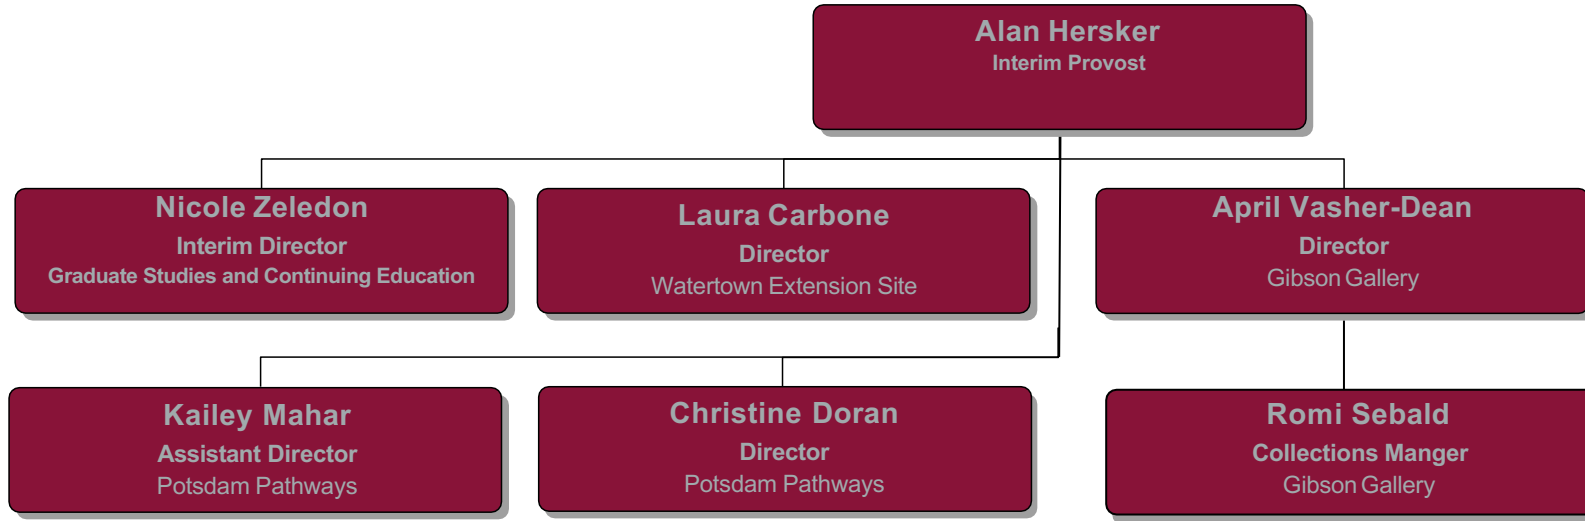 Alan Hersker
Interim Provost
Nicole Zeledon
Interim Director
Graduate Studies and Continuing Education
Laura Carbone
Director
Watertown Extension Site
April Vasher-Dean
Director
Gibson Gallery
Kailey Mahar
Assistant Director
Potsdam Pathways
Christine Doran
Director
Potsdam Pathways
Romi Sebald
Collections Manger
Gibson Gallery